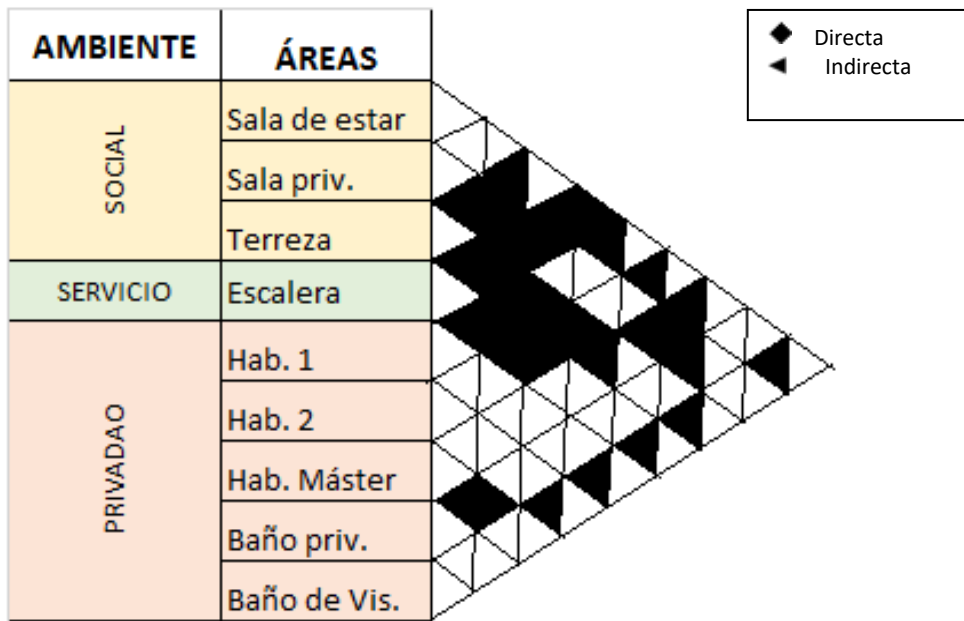 AMBIENTE
ÁREAS
SOCIAL
Sala de estar
Sala priv.
Terreza
SERVICIO
Escalera
PRIVADAO
Hab. 1
Hab. 2
Hab. Máster
Baño priv.
Baño de Vis.
Directa
Indirecta